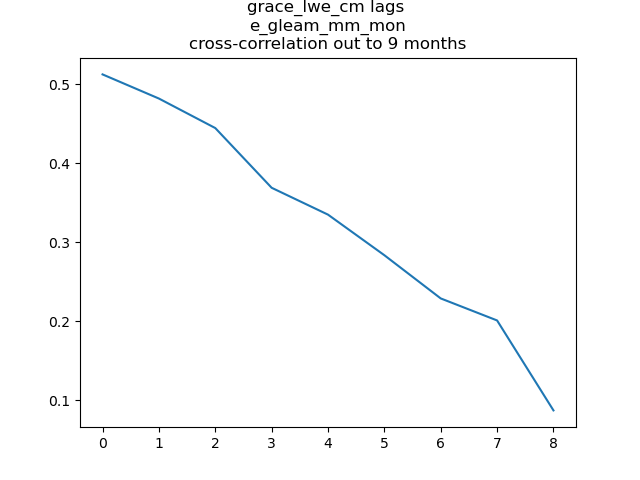 grace_lwe_cm lags
e_gleam_mm_mon
cross-correlation out to 9 months
0.5
0.4
0.3
0.2
0.1
0 1 2 3 4 5 6 7 8